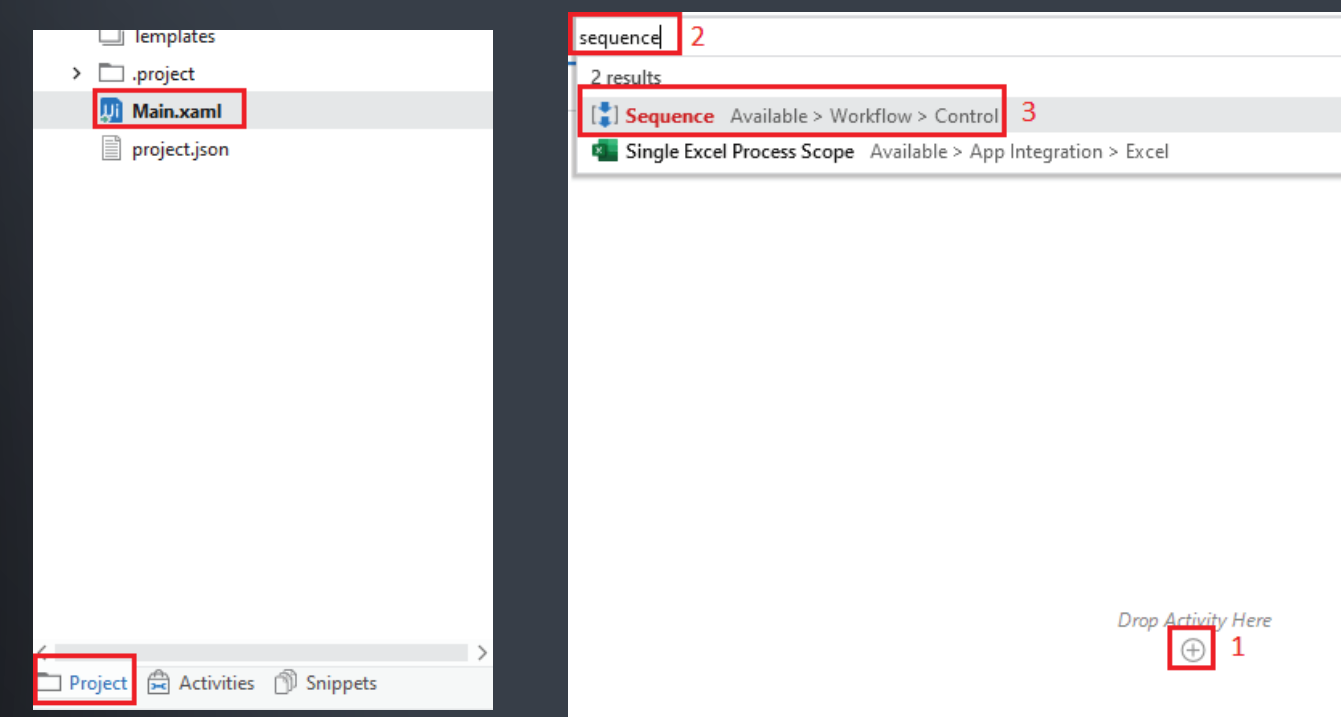 Templates
.project
Main.xaml
project.json
Project Activities Snippets
sequence 2
2 results
Sequence Available > Workflow > Control 3
Single Excel Process Scope Available > App Integration > Excel
Drop Activity Here
1